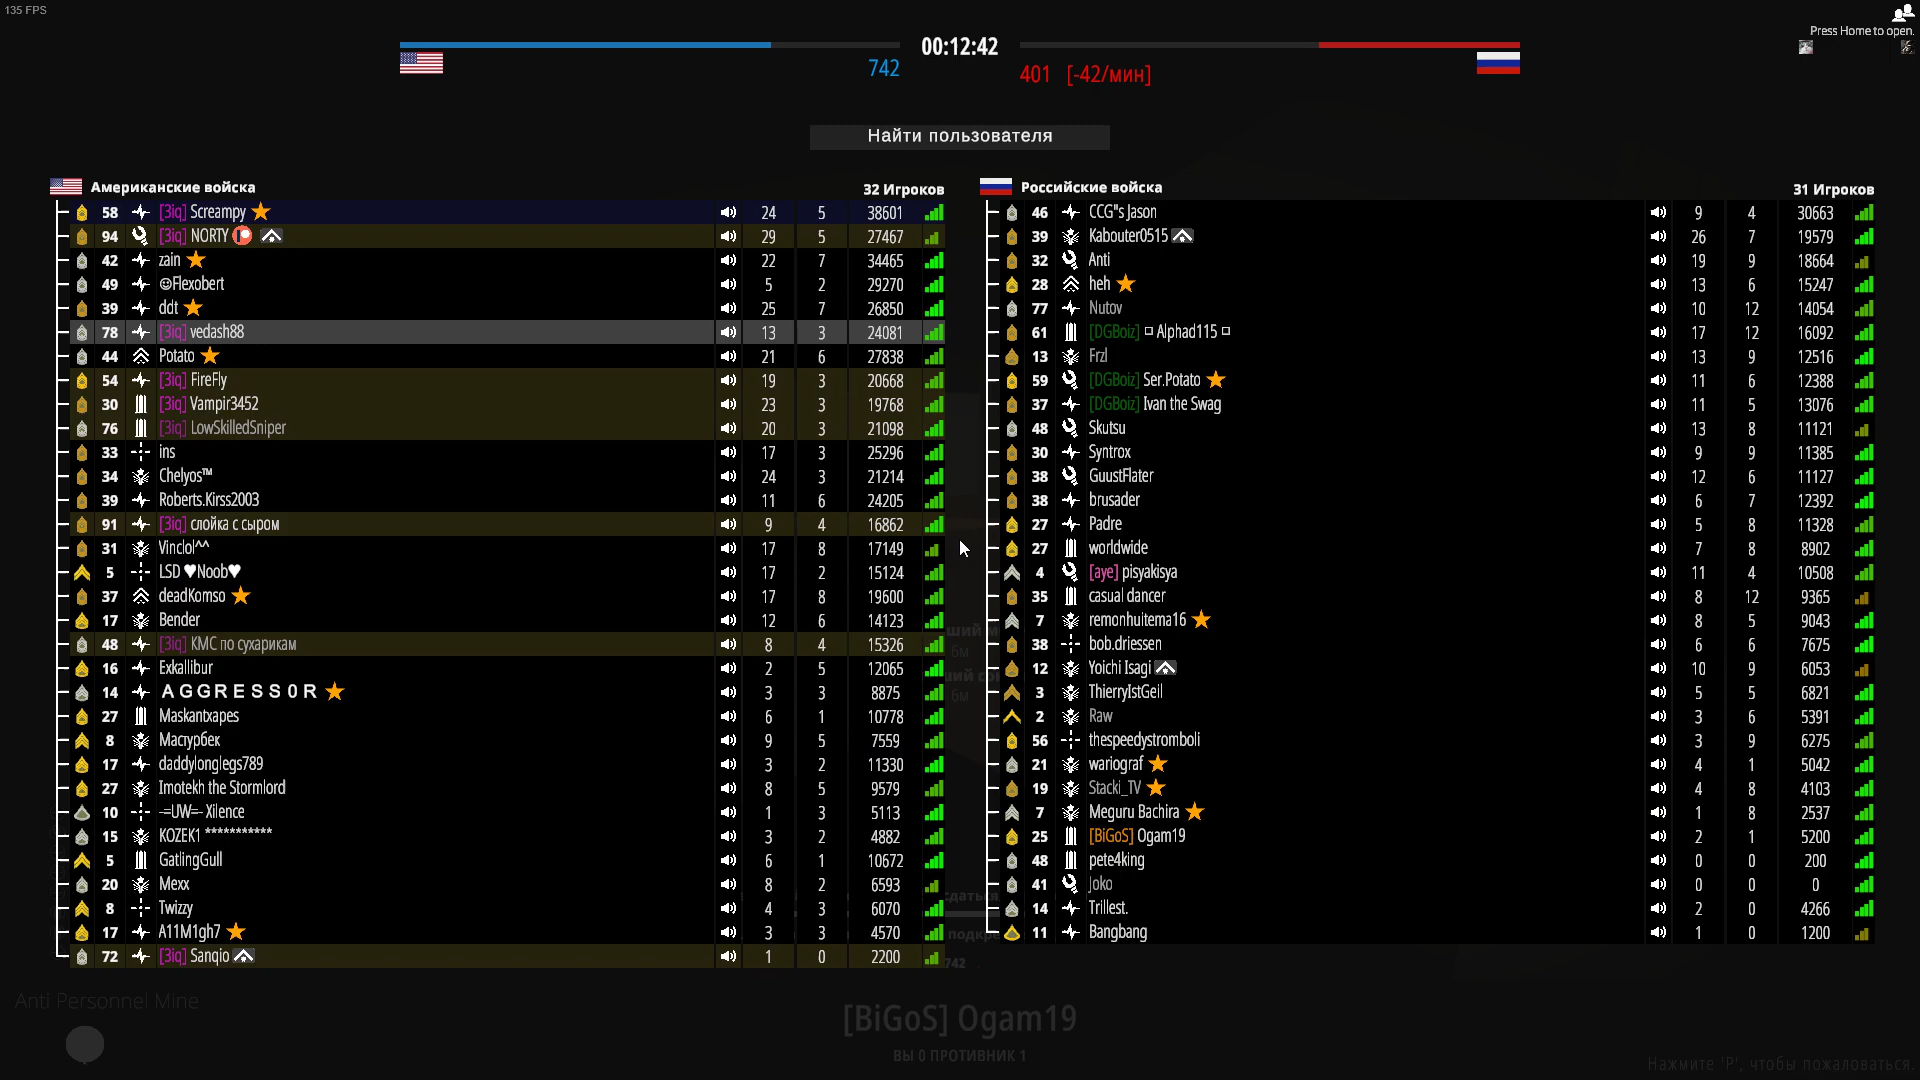 135 FPS
Press Home to open.
00:12:42
742
401 [-42/мин]
Найти пользователя
Американские войска 32 Игроков
58 [3iq] Screampy 24 5 38601
94 [3iq] NORTY 29 5 27467
42 zain 22 7 34465
49 ☺Flexobert 5 2 29270
39 ddt 25 7 26850
78 [3iq] vedash88 13 3 24081
44 Potato 21 6 27838
54 [3iq] FireFly 19 3 20668
30 [3iq] Vampir3452 23 3 19768
76 [3iq] LowSkilledSniper 20 3 21098
33 ins 17 3 25296
34 Chelyos™ 24 3 21214
39 Roberts.Kirss2003 11 6 24205
91 [3iq] слойка с сыром 9 4 16862
31 Vinclol^^ 17 8 17149
5 LSD ♥Noob♥ 17 2 15124
37 deadKomso 17 8 19600
17 Bender 12 6 14123
48 [3iq] КМС по сухарикам 8 4 15326
16 Exkallibur 2 5 12065
14 A G G R E S S 0 R 3 3 8875
27 Maskantxapes 6 1 10778
8 Мастурбек 9 5 7559
17 daddylonglegs789 3 2 11330
27 Imotekh the Stormlord 8 5 9579
10 -=UW=- Xilence 1 3 5113
15 KOZEK1 *********** 3 2 4882
5 GatlingGull 6 1 10672
20 Mexx 8 2 6593
8 Twizzy 4 3 6070
17 A11M1gh7 3 3 4570
72 [3iq] Sanqio 1 0 2200
Российские войска 31 Игроков
46 CCG"s Jason 9 4 30663
39 Kabouter0515 26 7 19579
32 Anti 19 9 18664
28 heh 13 6 15247
77 Nutov 10 12 14054
61 [DGBoiz] ▫ Alphad115 ▫ 17 12 16092
13 Frzl 13 9 12516
59 [DGBoiz] Ser.Potato 11 6 12388
37 [DGBoiz] Ivan the Swag 11 5 13076
48 Skutsu 13 8 11121
30 Syntrox 9 9 11385
38 GuustFlater 12 6 11127
38 brusader 6 7 12392
27 Padre 5 8 11328
27 worldwide 7 8 8902
4 [aye] pisyakisya 11 4 10508
35 casual dancer 8 12 9365
7 remonhuitema16 8 5 9043
38 bob.driessen 6 6 7675
12 Yoichi Isagi 10 9 6053
3 ThierryIstGeil 5 5 6821
2 Raw 3 6 5391
56 thespeedystromboli 3 9 6275
21 wariograf 4 1 5042
19 Stacki_TV 4 8 4103
7 Meguru Bachira 1 8 2537
25 [BiGoS] Ogam19 2 1 5200
48 pete4king 0 0 200
41 Joko 0 0 0
14 Trillest. 2 0 4266
11 Bangbang 1 0 1200
742
Anti Personnel Mine
[BiGoS] Ogam19
ВЫ 0 ПРОТИВНИК 1
Нажмите 'P', чтобы пожаловаться.